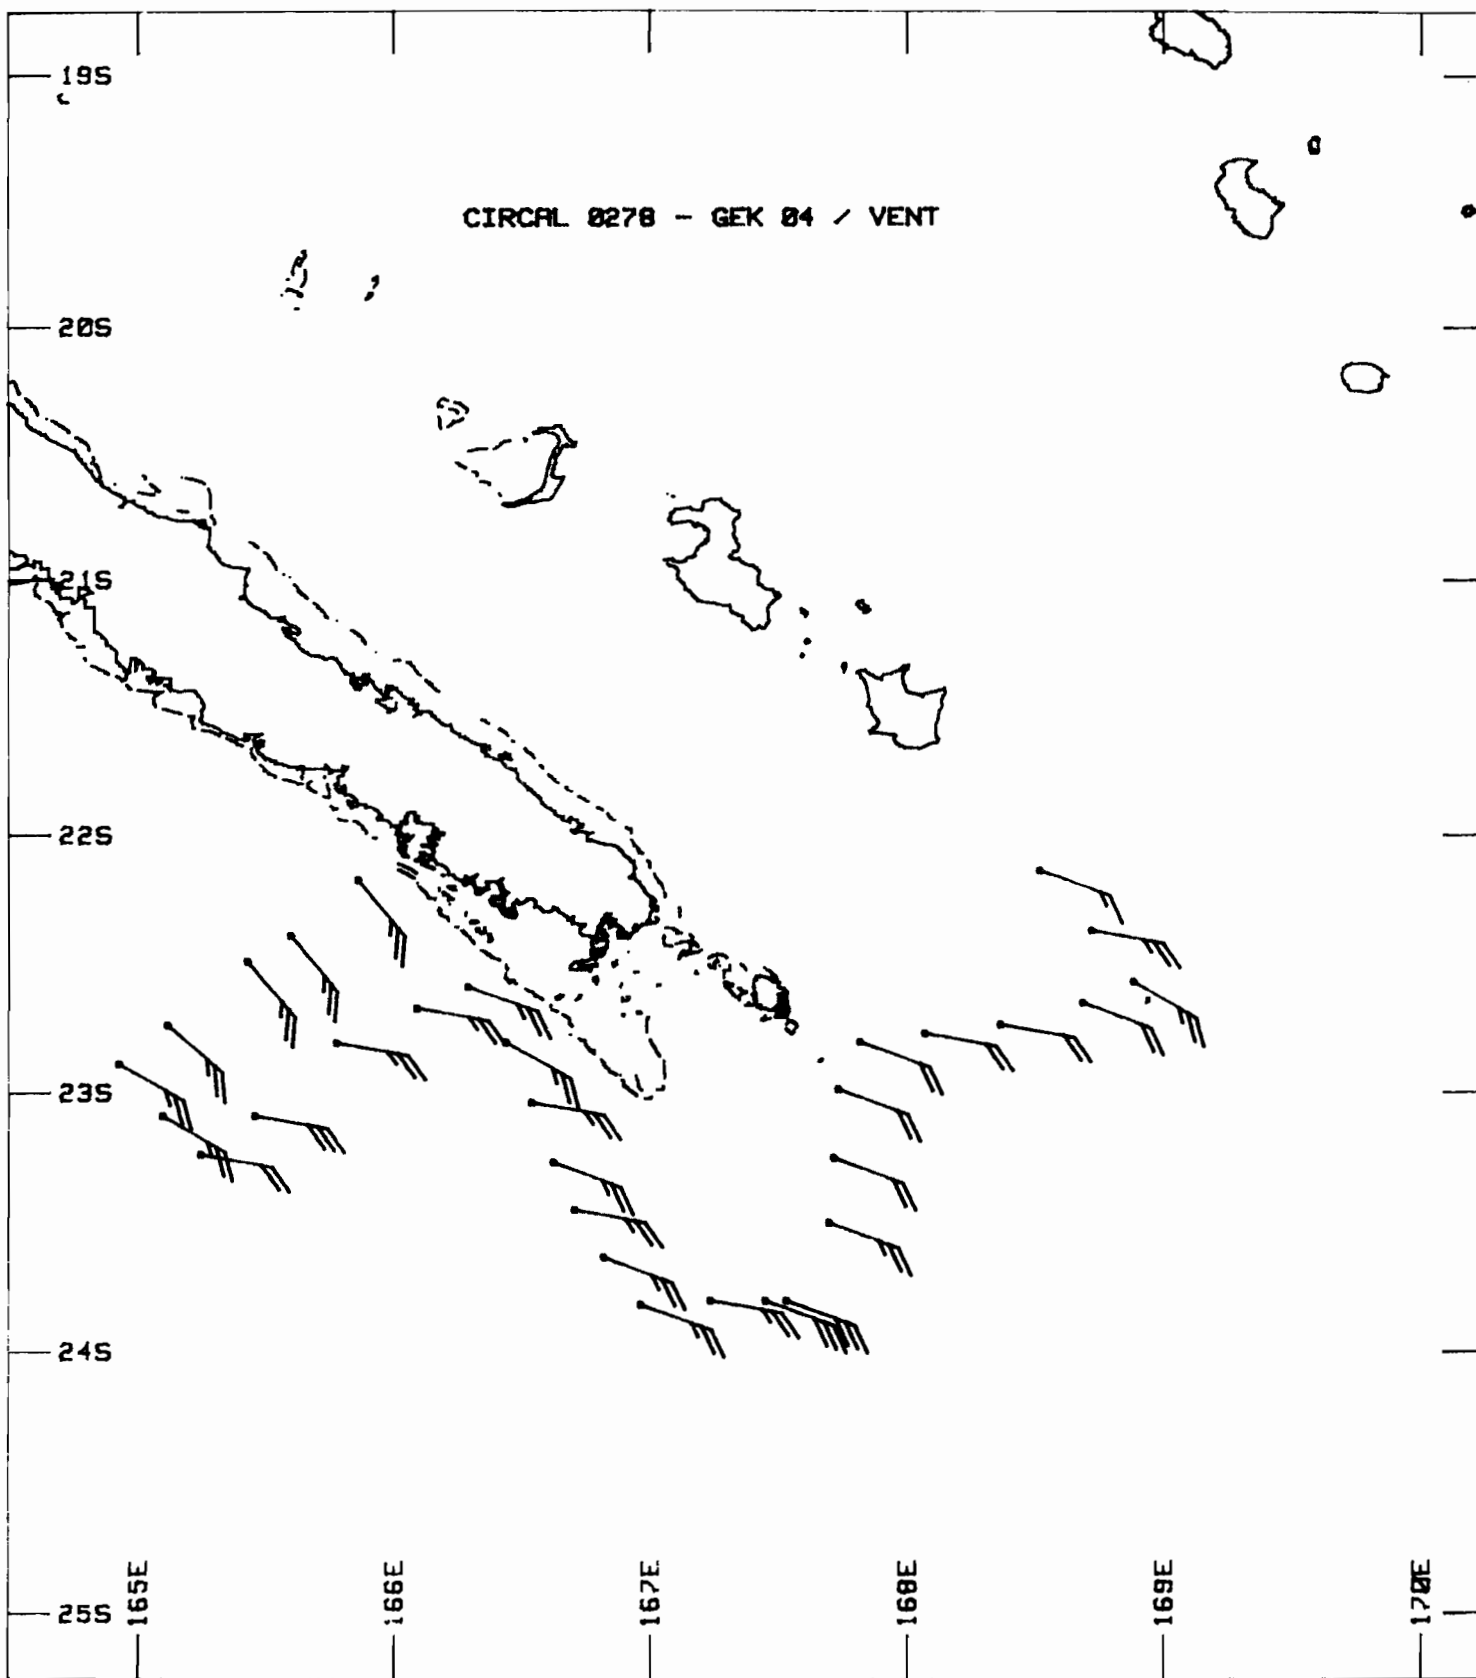 19S
CIRCAL 0278 - GEK 04 / VENT
20S
21S
22S
23S
24S
25S
165E
166E
167E
168E
169E
170E